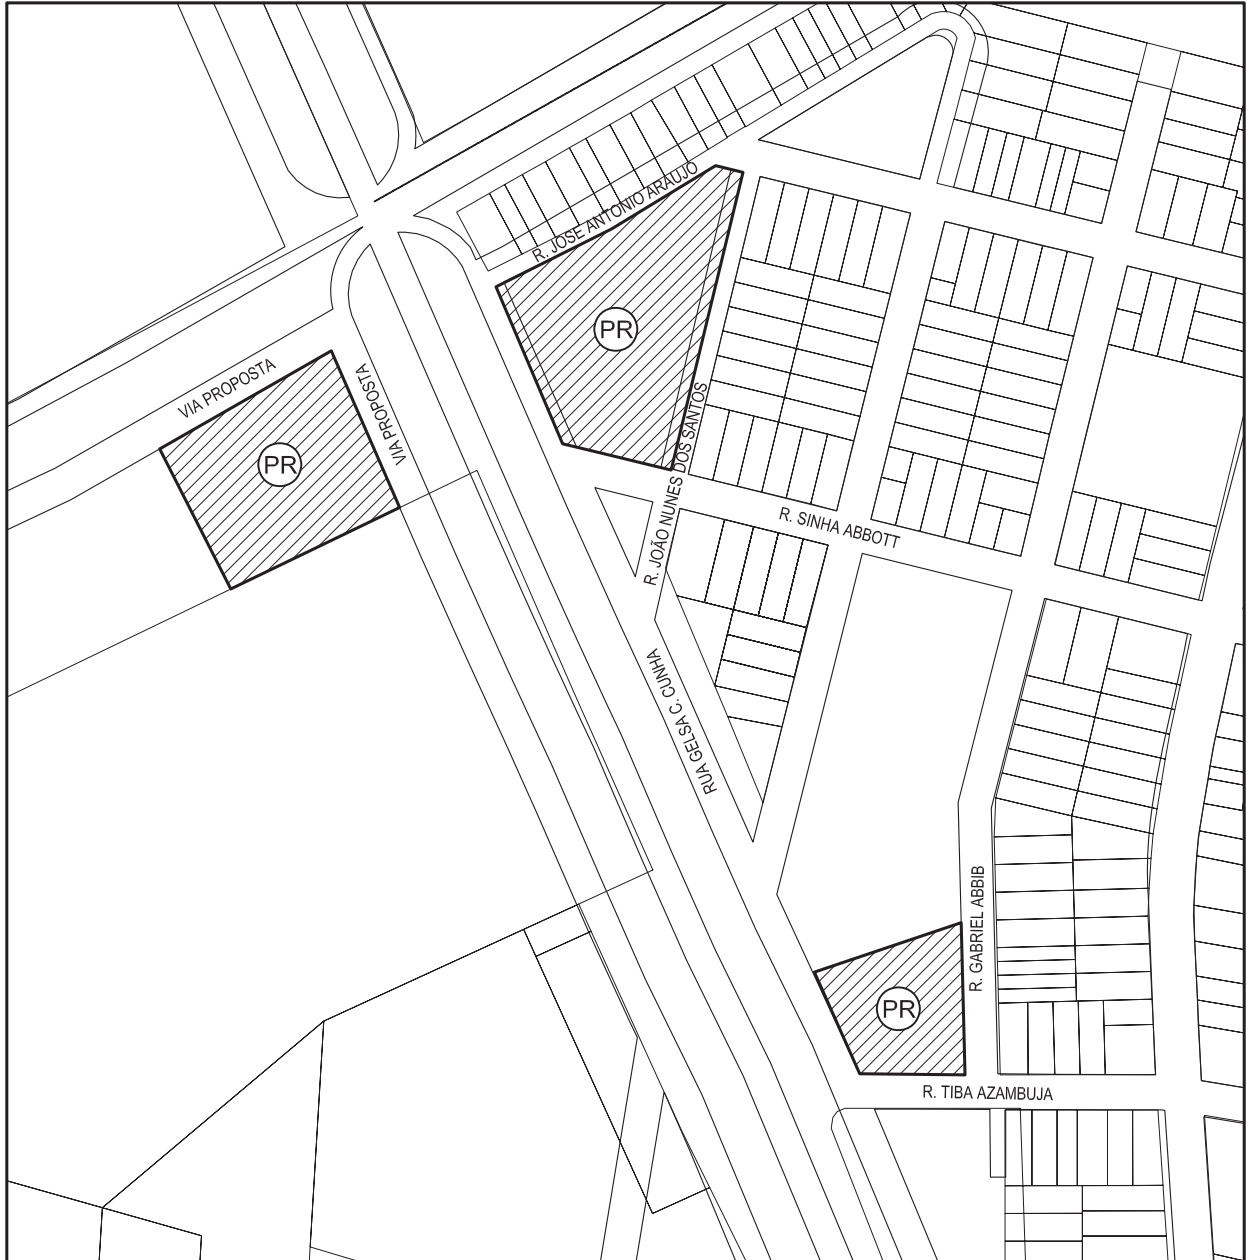 R. JOSE ANTONIO ARAUJO
PR
VIA PROPOSTA
VIA PROPOSTA
PR
R. JOÃO NUNES DOS SANTOS
R. SINHA ABBOTT
RUA GELSA C. CUNHA
R. GABRIEL ABBIB
PR
R. TIBA AZAMBUJA